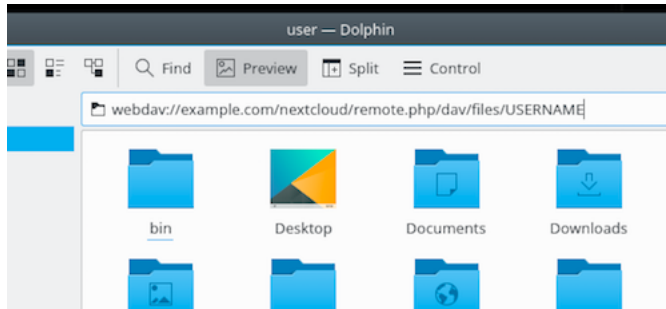 user — Dolphin
Find Preview Split Control
webdav://example.com/nextcloud/remote.php/dav/files/USERNAME
bin Desktop Documents Downloads